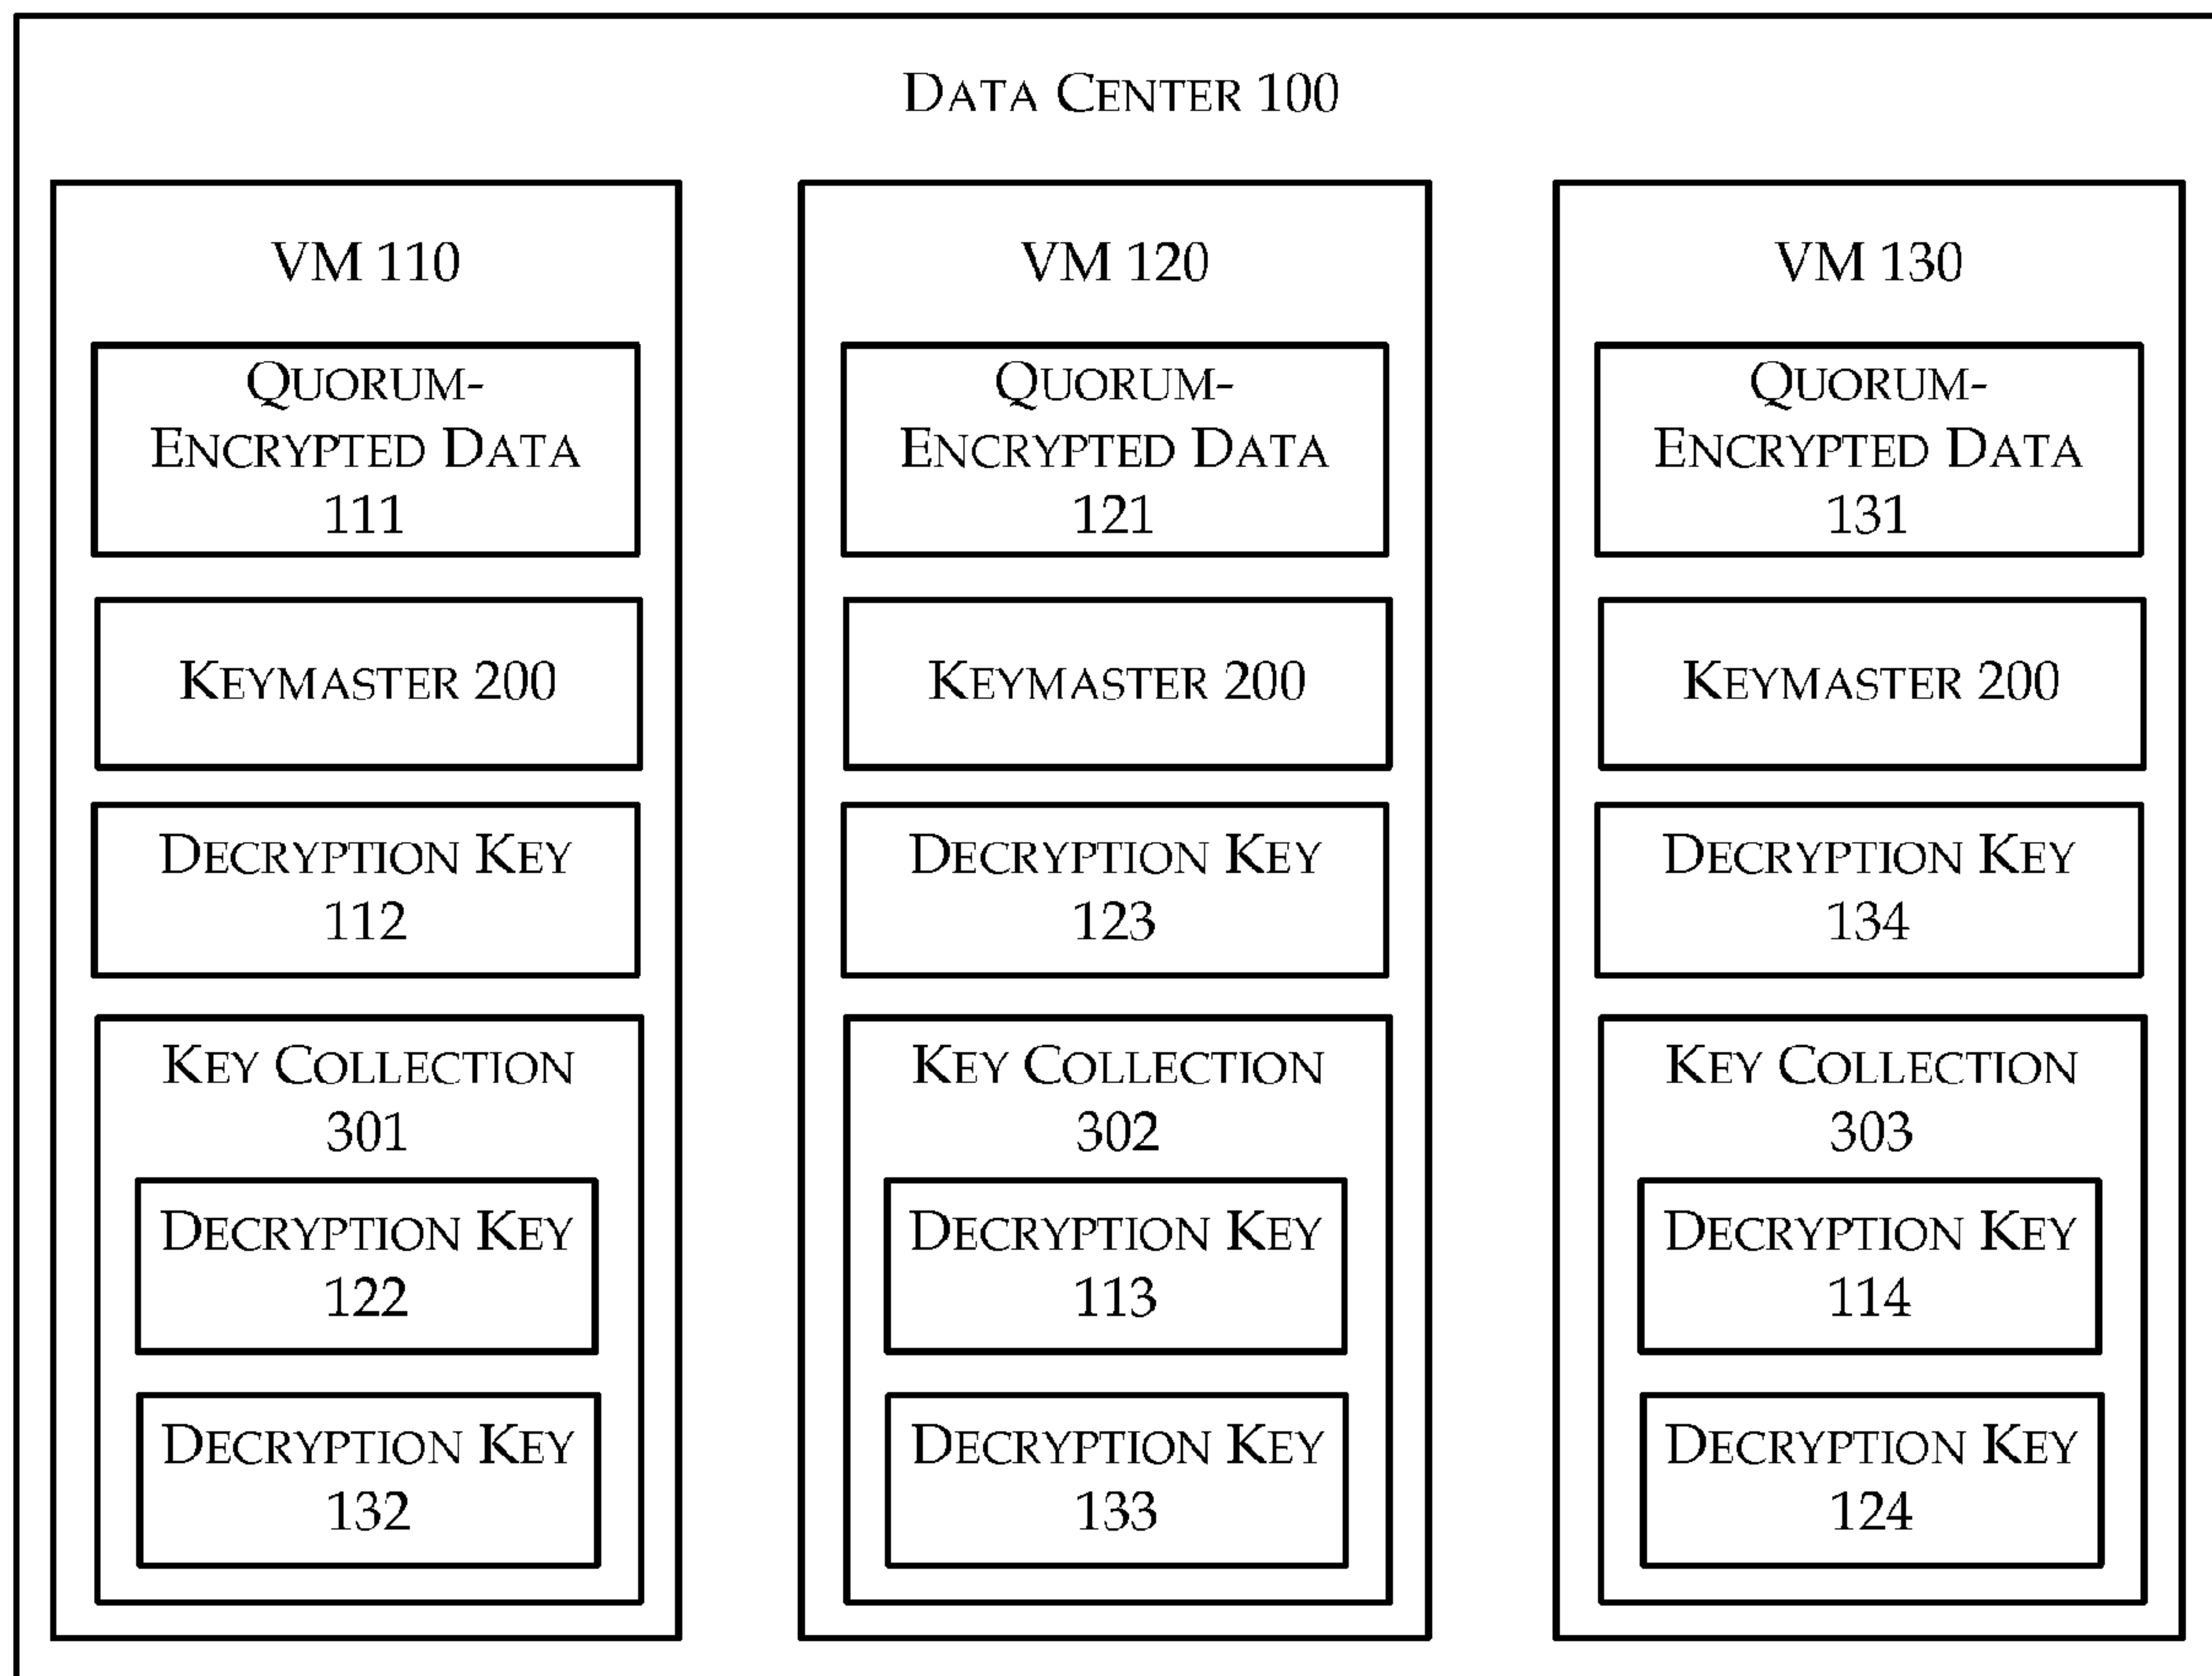 DATA CENTER 100
VM 110
QUORUM-
ENCRYPTED DATA
111
KEYMASTER 200
DECRYPTION KEY
112
KEY COLLECTION
301
DECRYPTION KEY
122
DECRYPTION KEY
132
VM 120
QUORUM-
ENCRYPTED DATA
121
KEYMASTER 200
DECRYPTION KEY
123
KEY COLLECTION
302
DECRYPTION KEY
113
DECRYPTION KEY
133
VM 130
QUORUM-
ENCRYPTED DATA
131
KEYMASTER 200
DECRYPTION KEY
134
KEY COLLECTION
303
DECRYPTION KEY
114
DECRYPTION KEY
124